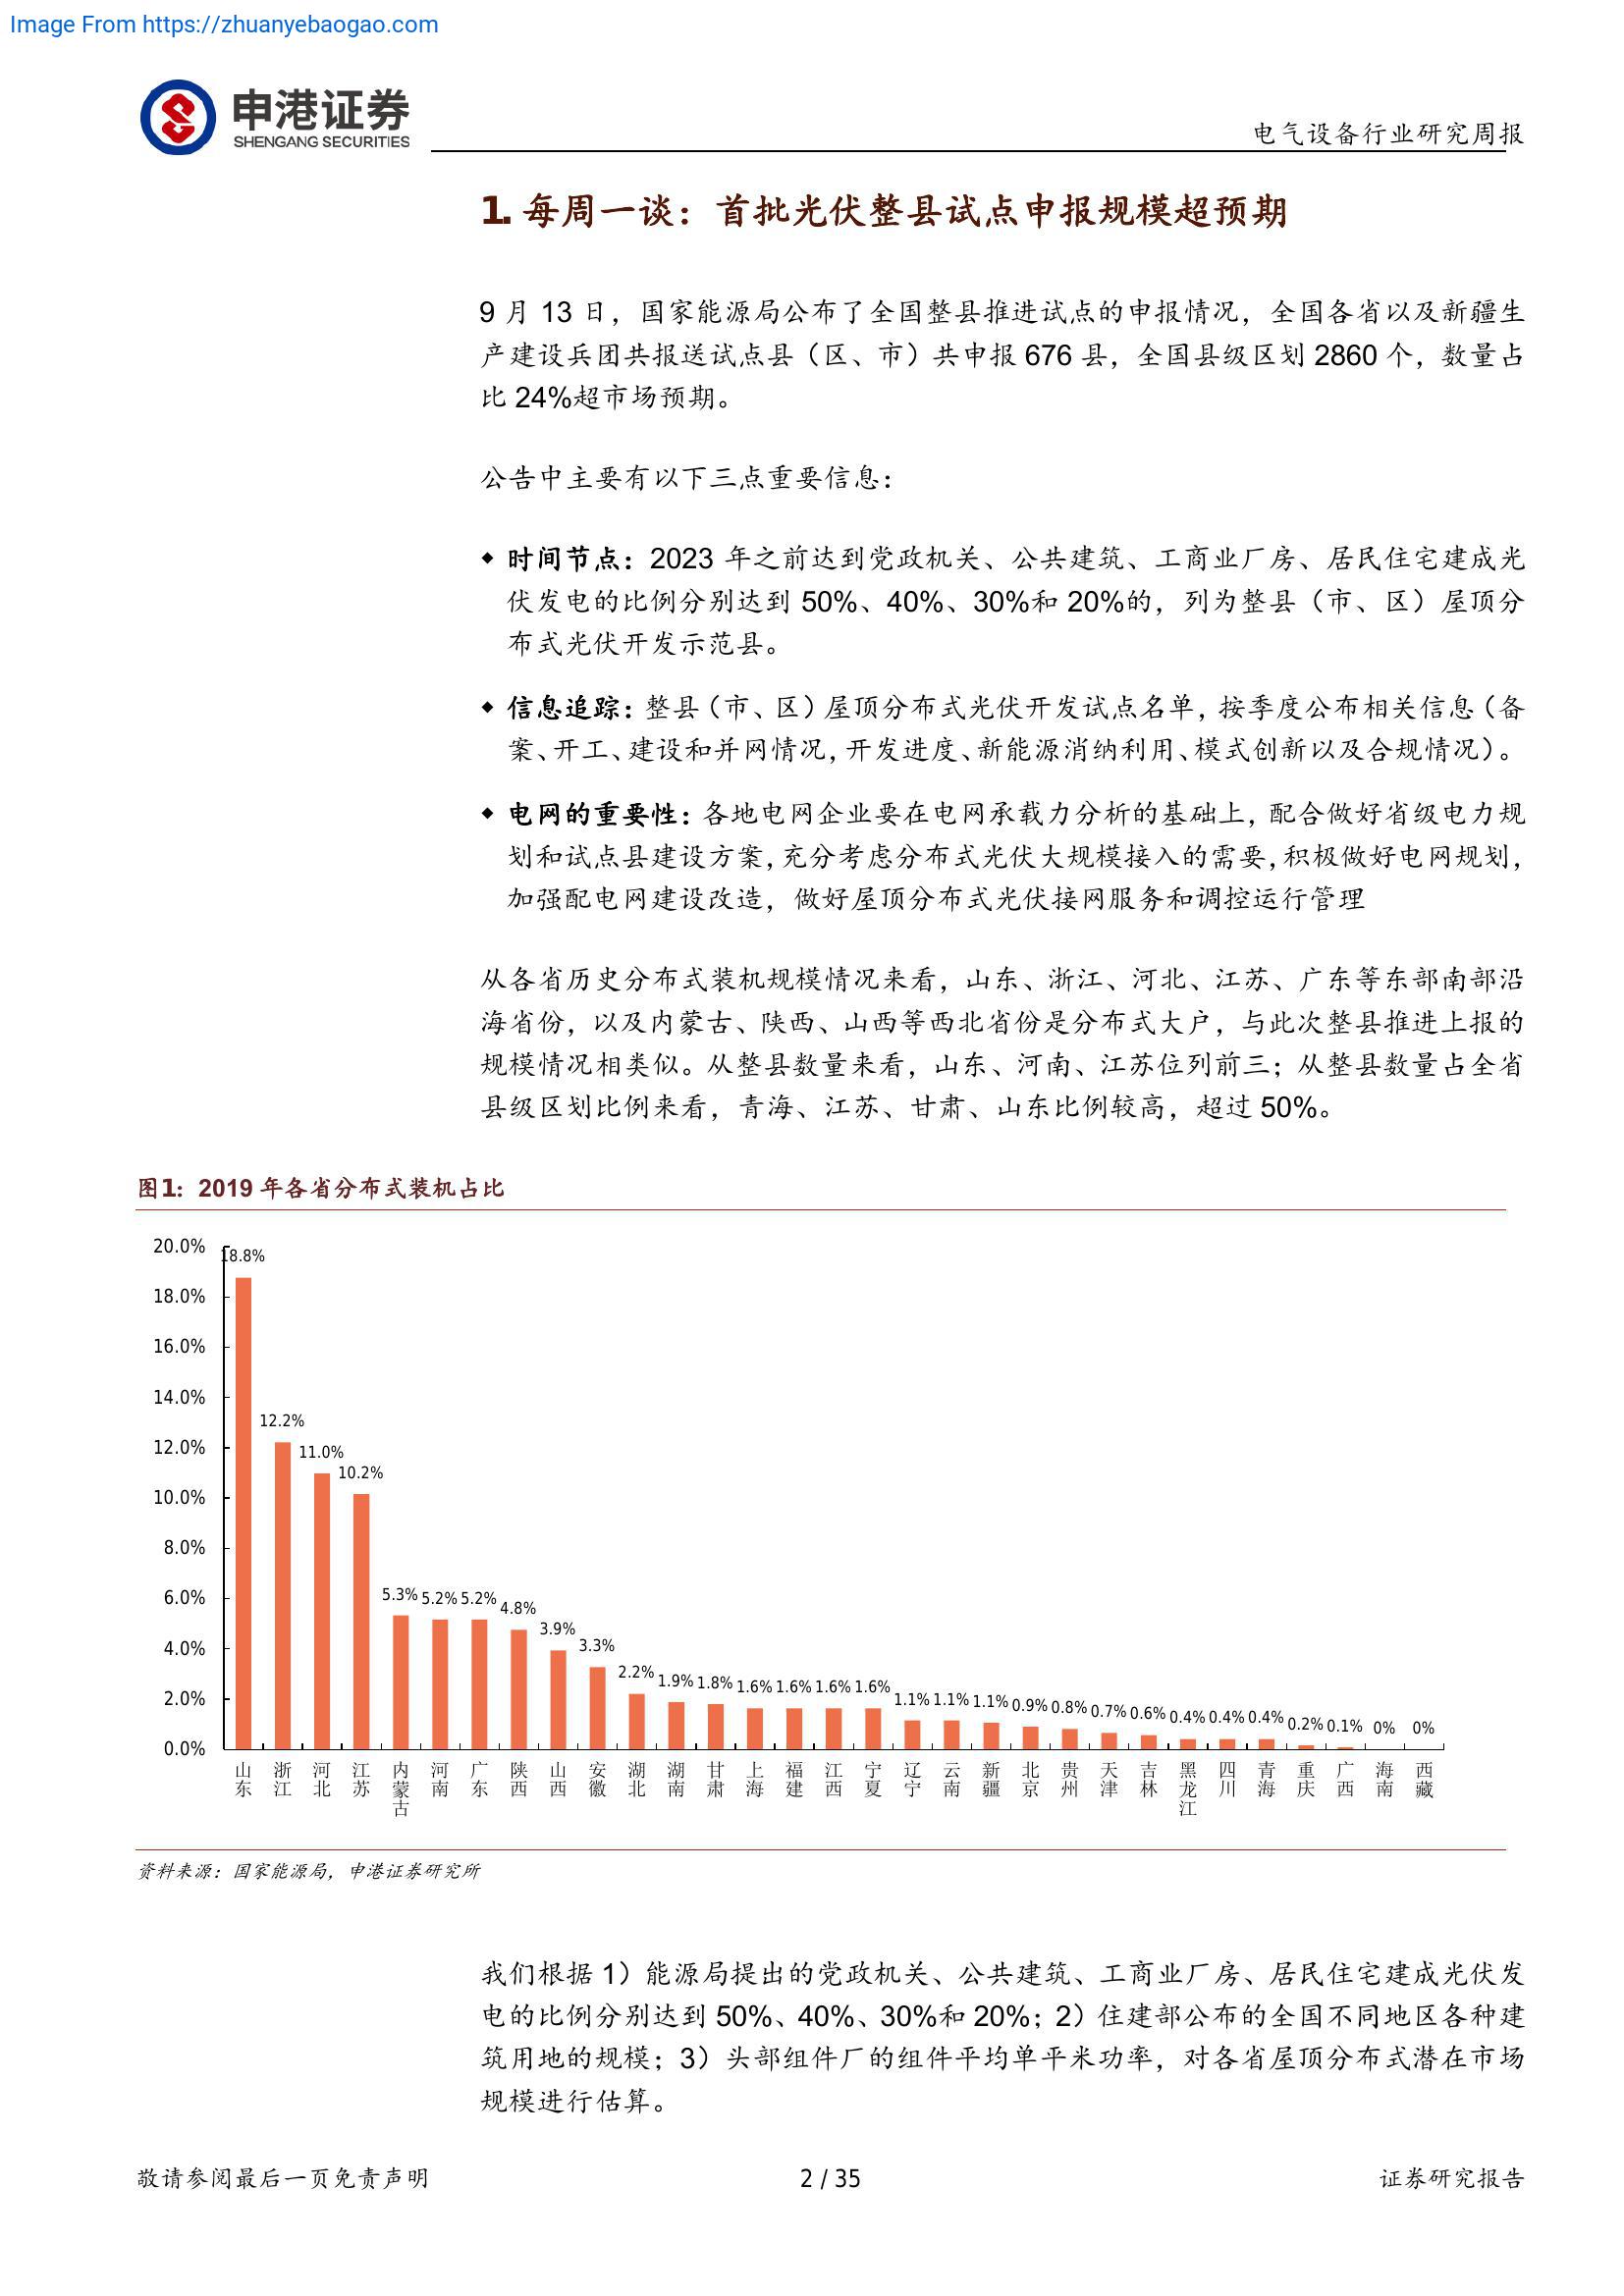 Image From https://zhuanyebaogao.com
申港证券
SHENGANG SECURITIES
电气设备行业研究周报
1. 每周一谈：首批光伏整县试点申报规模超预期
9 月 13 日，国家能源局公布了全国整县推进试点的申报情况，全国各省以及新疆生
产建设兵团共报送试点县（区、市）共申报 676 县，全国县级区划 2860 个，数量占
比 24%超市场预期。
公告中主要有以下三点重要信息：
◆ 时间节点：2023 年之前达到党政机关、公共建筑、工商业厂房、居民住宅建成光
伏发电的比例分别达到 50%、40%、30%和 20%的，列为整县（市、区）屋顶分
布式光伏开发示范县。
◆ 信息追踪：整县（市、区）屋顶分布式光伏开发试点名单，按季度公布相关信息（备
案、开工、建设和并网情况，开发进度、新能源消纳利用、模式创新以及合规情况）。
◆ 电网的重要性：各地电网企业要在电网承载力分析的基础上，配合做好省级电力规
划和试点县建设方案，充分考虑分布式光伏大规模接入的需要，积极做好电网规划，
加强配电网建设改造，做好屋顶分布式光伏接网服务和调控运行管理
从各省历史分布式装机规模情况来看，山东、浙江、河北、江苏、广东等东部南部沿
海省份，以及内蒙古、陕西、山西等西北省份是分布式大户，与此次整县推进上报的
规模情况相类似。从整县数量来看，山东、河南、江苏位列前三；从整县数量占全省
县级区划比例来看，青海、江苏、甘肃、山东比例较高，超过 50%。
图1：2019 年各省分布式装机占比
20.0%
18.0%
16.0%
14.0%
12.0%
10.0%
8.0%
6.0%
4.0%
2.0%
0.0%
18.8%
12.2%
11.0%
10.2%
5.3% 5.2% 5.2% 4.8%
3.9%
3.3%
2.2% 1.9% 1.8% 1.6% 1.6% 1.6% 1.6%
1.1% 1.1% 1.1% 0.9% 0.8% 0.7% 0.6% 0.4% 0.4% 0.4% 0.2% 0.1% 0% 0%
山东 浙江 河北 江苏 内蒙古 河南 广东 陕西 山西 安徽 湖北 湖南 甘肃 上海 福建 江西 宁夏 辽宁 云南 新疆 北京 贵州 天津 吉林 黑龙江 四川 青海 重庆 广西 海南 西藏
资料来源：国家能源局，申港证券研究所
我们根据 1）能源局提出的党政机关、公共建筑、工商业厂房、居民住宅建成光伏发
电的比例分别达到 50%、40%、30%和 20%；2）住建部公布的全国不同地区各种建
筑用地的规模；3）头部组件厂的组件平均单平米功率，对各省屋顶分布式潜在市场
规模进行估算。
敬请参阅最后一页免责声明
2 / 35
证券研究报告